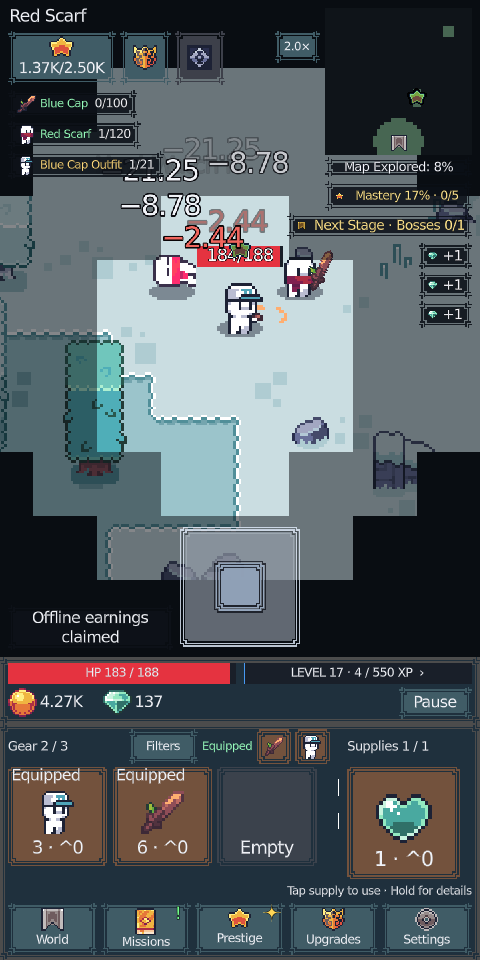 Red Scarf
1.37K/2.50K
2.0×
Blue Cap 0/100
Red Scarf 1/120
Blue Cap Outfit 1/21
-21.25
21.25
-8.78
-8.78
-2.44
-2.44
184/188
Map Explored: 8%
Mastery 17% · 0/5
Next Stage · Bosses 0/1
+1
+1
+1
Offline earnings
claimed
HP 183 / 188
LEVEL 17 · 4 / 550 XP ›
4.27K
137
Pause
Gear 2 / 3
Filters
Equipped
Supplies 1 / 1
Equipped
3 · ^0
Equipped
6 · ^0
Empty
1 · ^0
Tap supply to use · Hold for details
World
Missions
!
Prestige
Upgrades
Settings